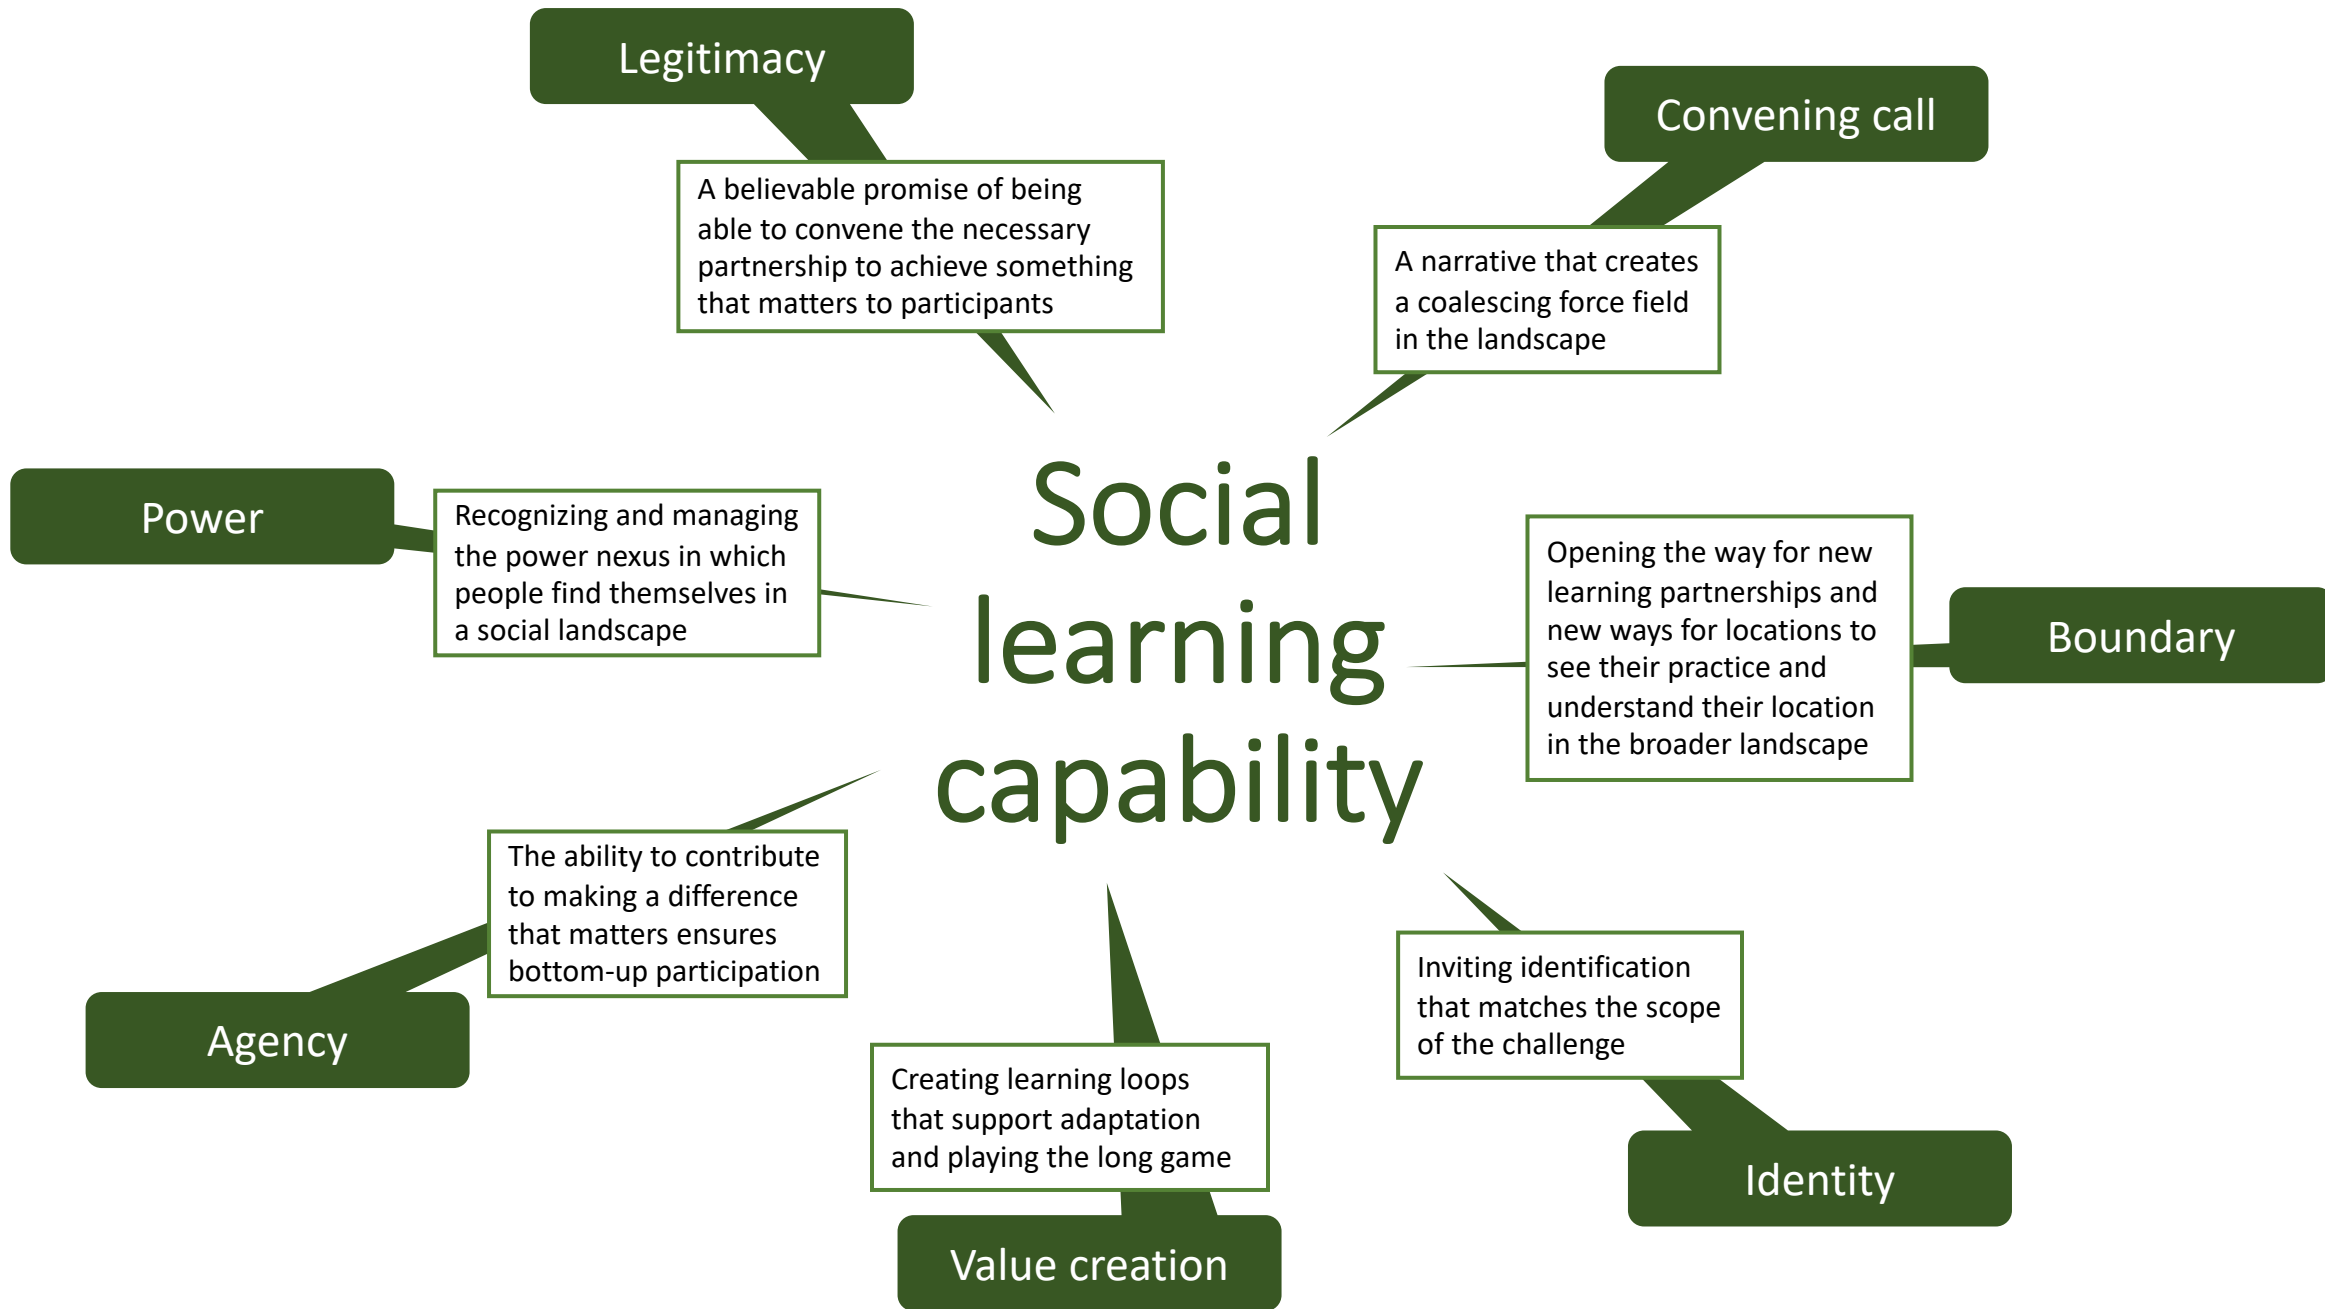 Legitimacy
A believable promise of being
able to convene the necessary
partnership to achieve something
that matters to participants
Convening call
A narrative that creates
a coalescing force field
in the landscape
Power
Recognizing and managing
the power nexus in which
people find themselves in
a social landscape
Social
learning
capability
Opening the way for new
learning partnerships and
new ways for locations to
see their practice and
understand their location
in the broader landscape
Boundary
The ability to contribute
to making a difference
that matters ensures
bottom-up participation
Agency
Creating learning loops
that support adaptation
and playing the long game
Value creation
Inviting identification
that matches the scope
of the challenge
Identity